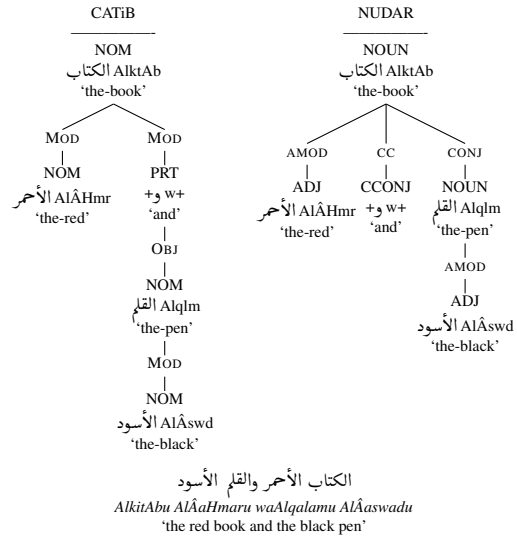 CATiB
NOM
الكتاب AlktAb
‘the-book’
MOD MOD
NOM PRT
الأحمر AlÂHmr +و w+
‘the-red’ ‘and’
OBJ
NOM
القلم Alqlm
‘the-pen’
MOD
NOM
الأسود AlÂswd
‘the-black’
NUDAR
NOUN
الكتاب AlktAb
‘the-book’
AMOD CC CONJ
ADJ CCONJ NOUN
الأحمر AlÂHmr +و w+ القلم Alqlm
‘the-red’ ‘and’ ‘the-pen’
AMOD
ADJ
الأسود AlÂswd
‘the-black’
الكتاب الأحمر والقلم الأسود
AlkitAbu AlÂaHmaru waAlqalamu AlÂaswadu
‘the red book and the black pen’